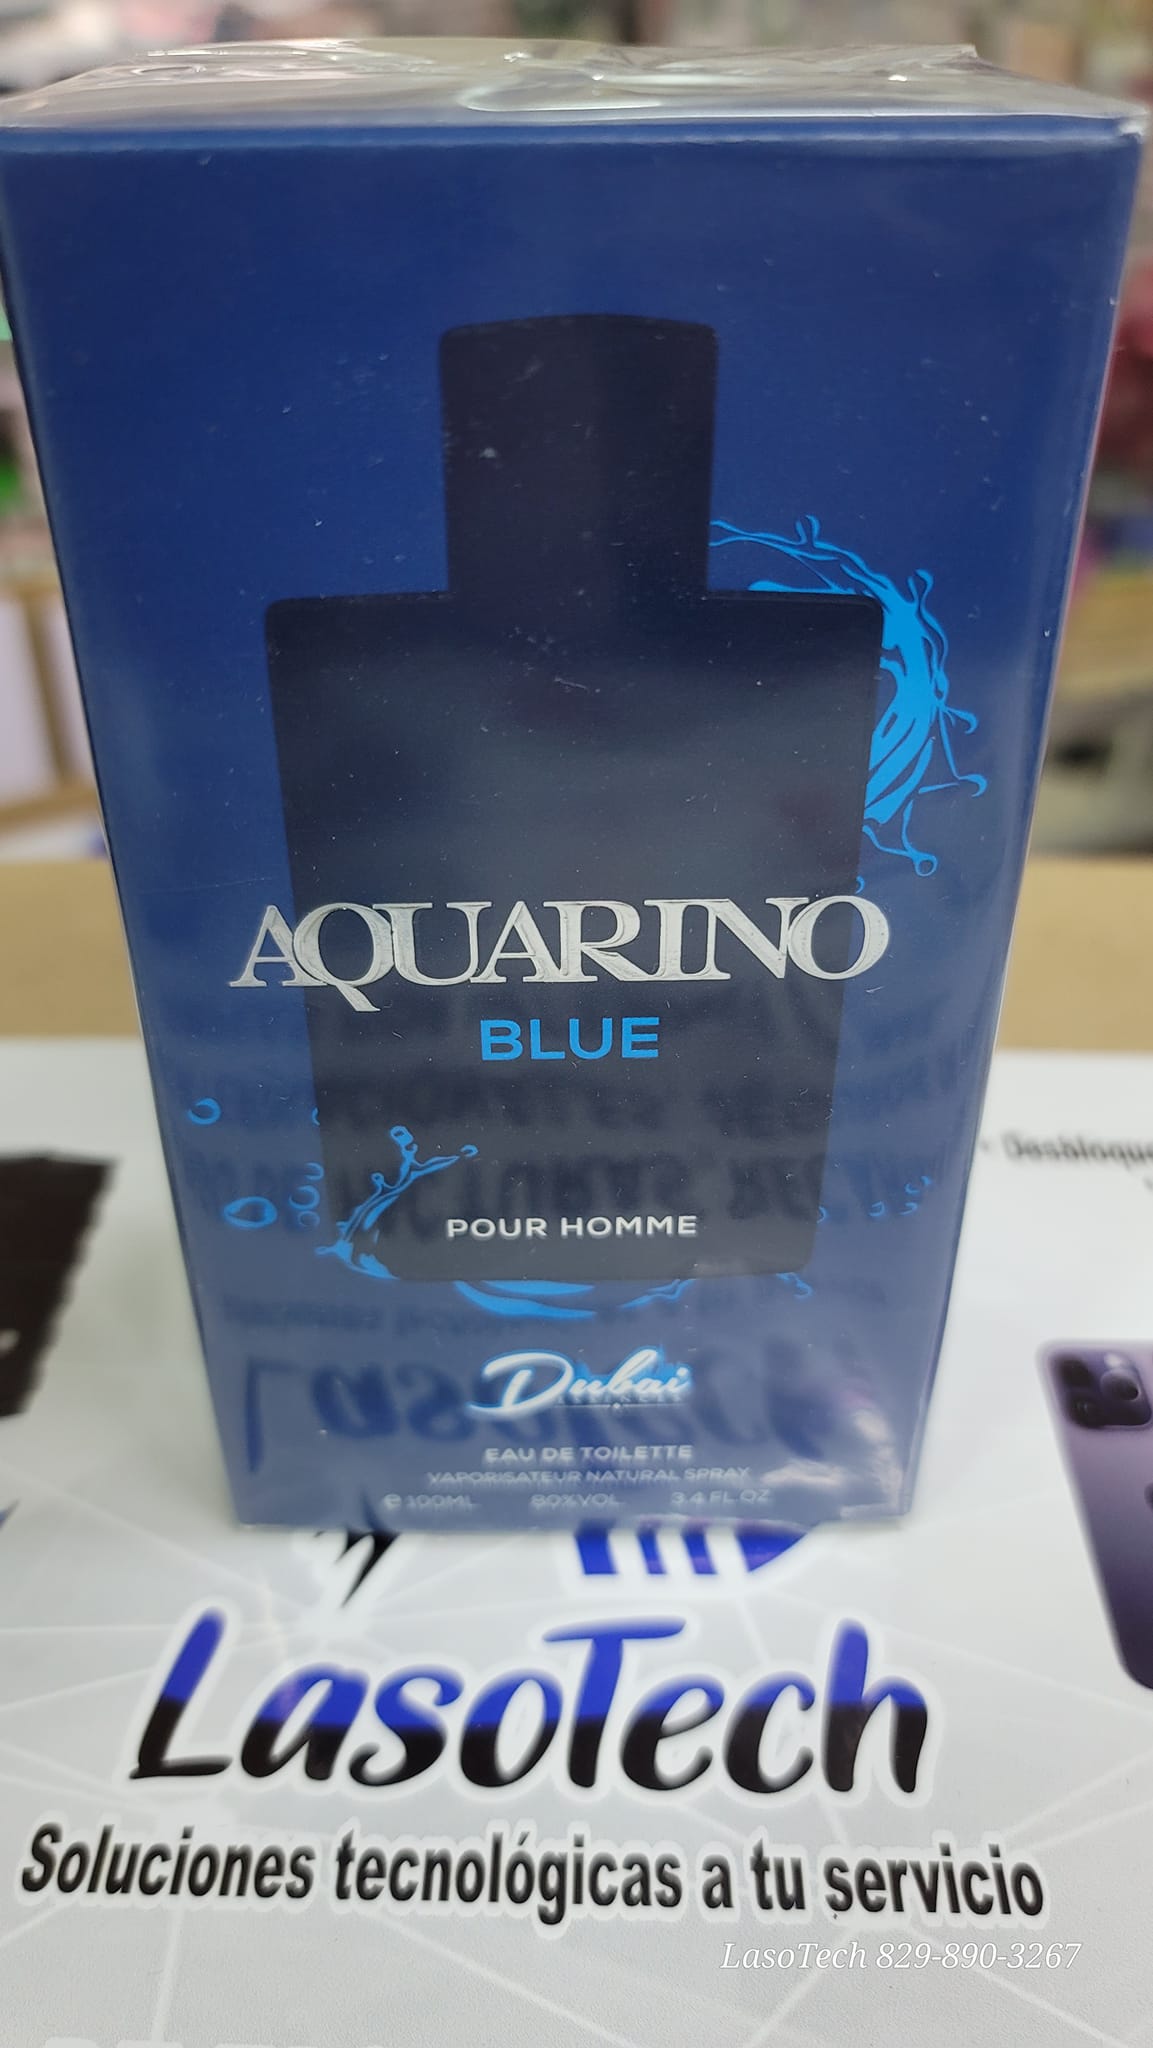 AQUARINO
BLUE
POUR HOMME
Dubai
EAU DE TOILETTE
VAPORISATEUR NATURAL SPRAY
e 100ML 80%VOL 3.4 FL OZ
LasoTech
Soluciones tecnológicas a tu servicio
LasoTech 829-890-3267